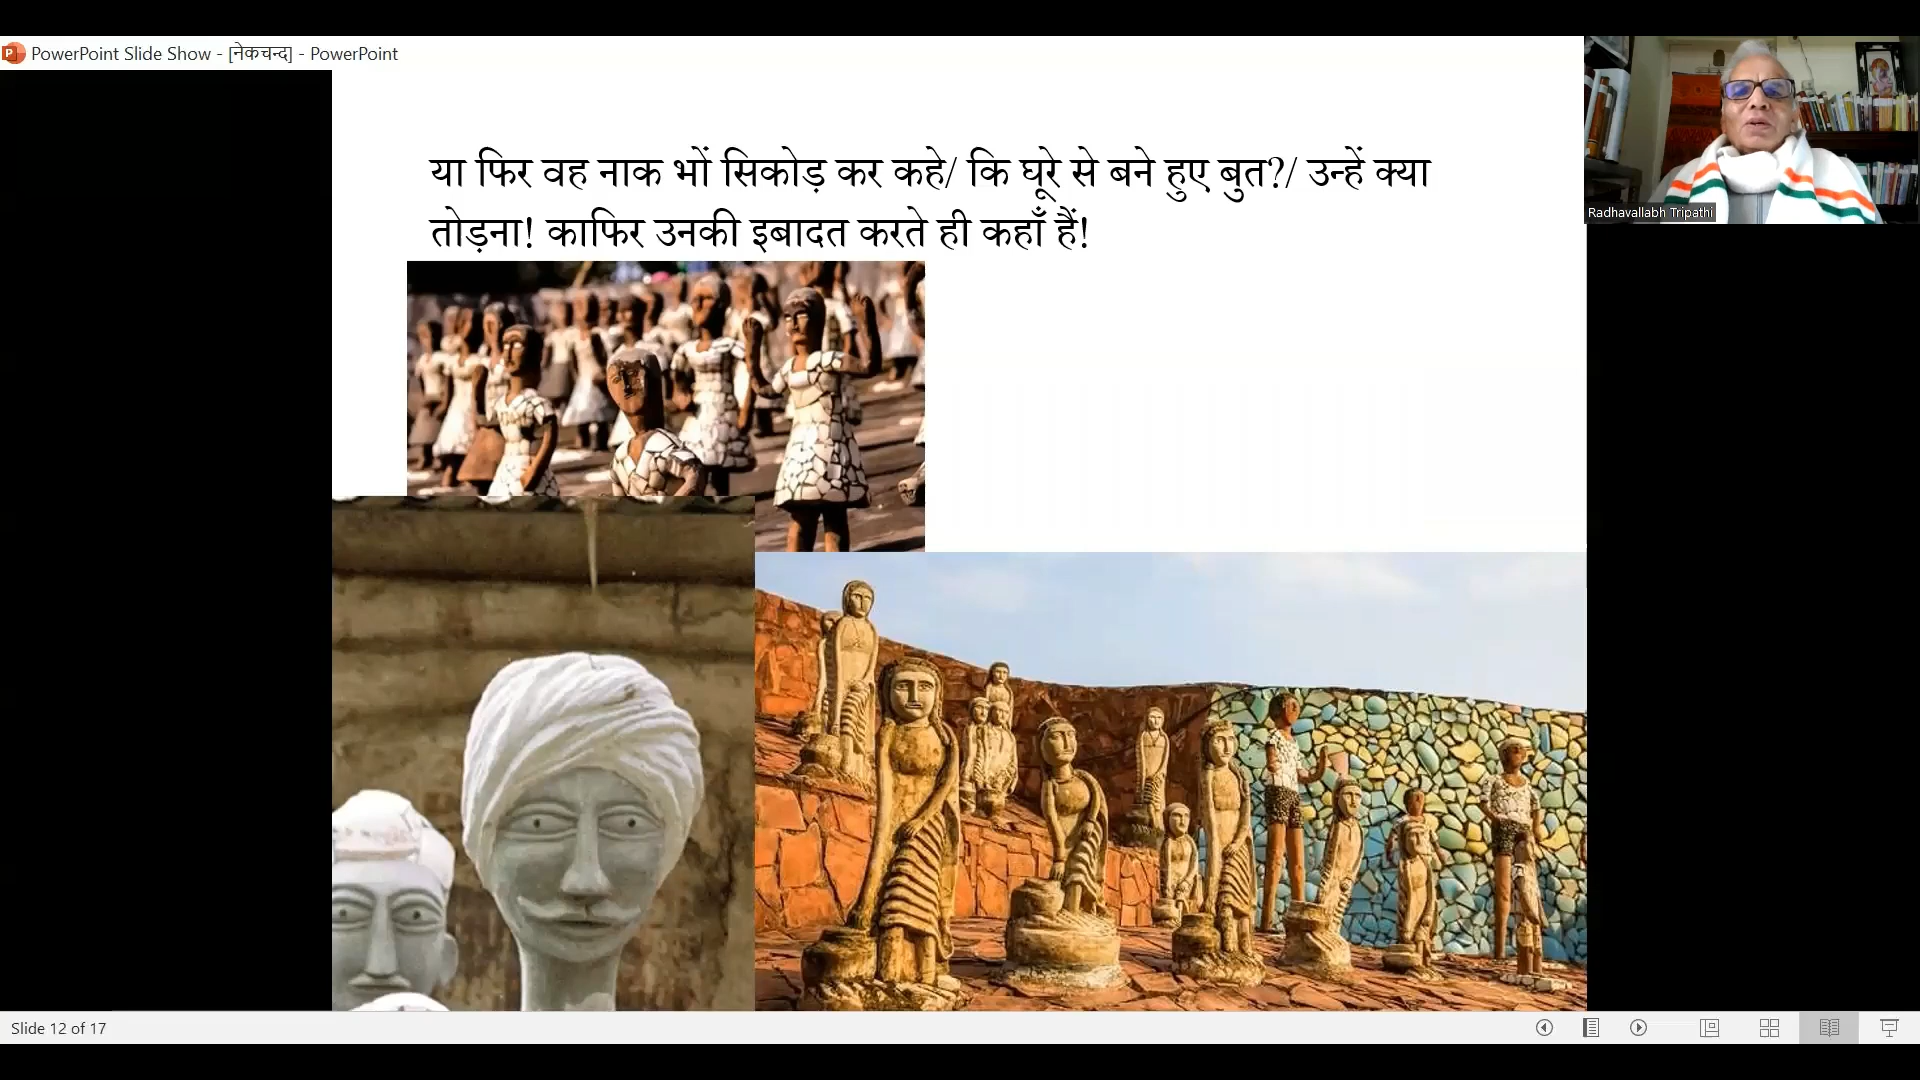 PowerPoint Slide Show - [नेकचन्द] - PowerPoint
या फिर वह नाक भों सिकोड़ कर कहे/ कि घूरे से बने हुए बुत?/ उन्हें क्या
तोड़ना! काफिर उनकी इबादत करते ही कहाँ हैं!
Radhavallabh Tripathi
Slide 12 of 17